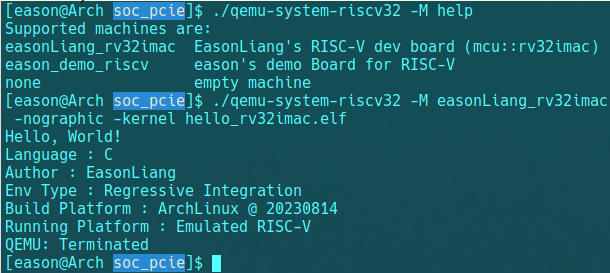 [eason@Arch soc_pcie]$ ./qemu-system-riscv32 -M help
Supported machines are:
easonLiang_rv32imac  EasonLiang's RISC-V dev board (mcu::rv32imac)
eason_demo_riscv     eason's demo Board for RISC-V
none                 empty machine
[eason@Arch soc_pcie]$ ./qemu-system-riscv32 -M easonLiang_rv32imac
 -nographic -kernel hello_rv32imac.elf
Hello, World!
Language : C
Author : EasonLiang
Env Type : Regressive Integration
Build Platform : ArchLinux @ 20230814
Running Platform : Emulated RISC-V
QEMU: Terminated
[eason@Arch soc_pcie]$